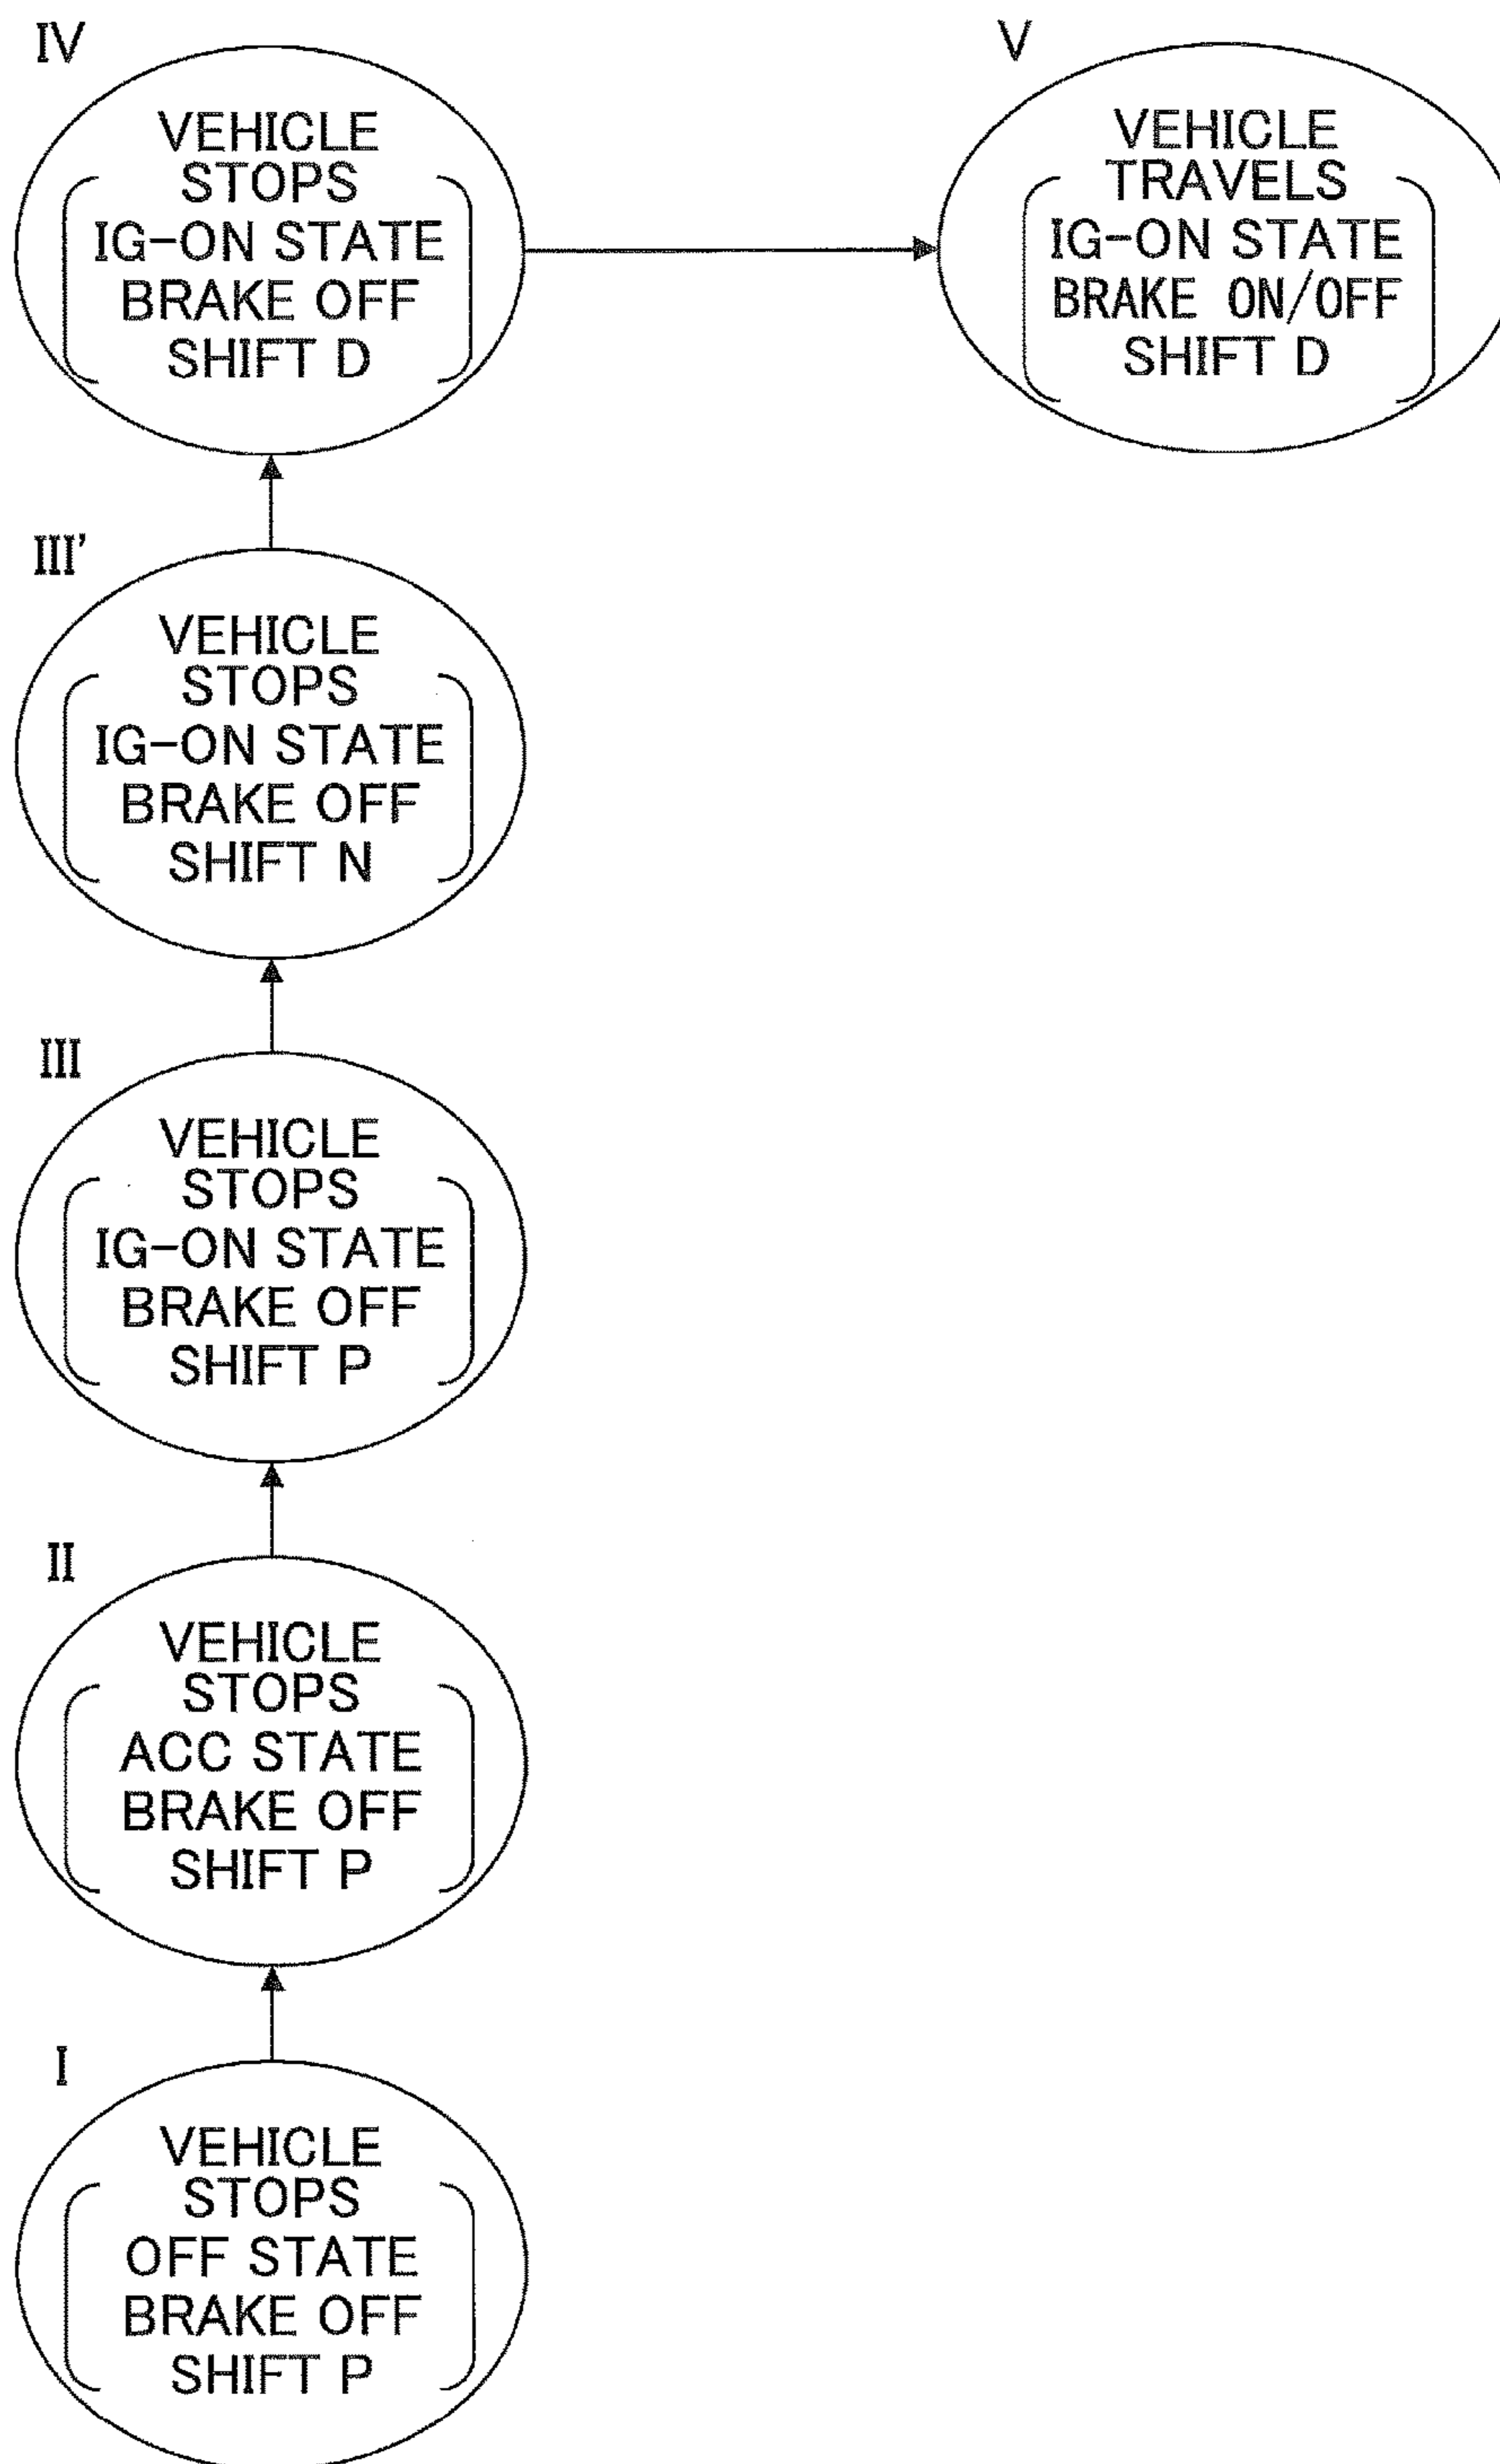 IV
VEHICLE
STOPS
IG-ON STATE
BRAKE OFF
SHIFT D
V
VEHICLE
TRAVELS
IG-ON STATE
BRAKE ON/OFF
SHIFT D
III'
VEHICLE
STOPS
IG-ON STATE
BRAKE OFF
SHIFT N
III
VEHICLE
STOPS
IG-ON STATE
BRAKE OFF
SHIFT P
II
VEHICLE
STOPS
ACC STATE
BRAKE OFF
SHIFT P
I
VEHICLE
STOPS
OFF STATE
BRAKE OFF
SHIFT P